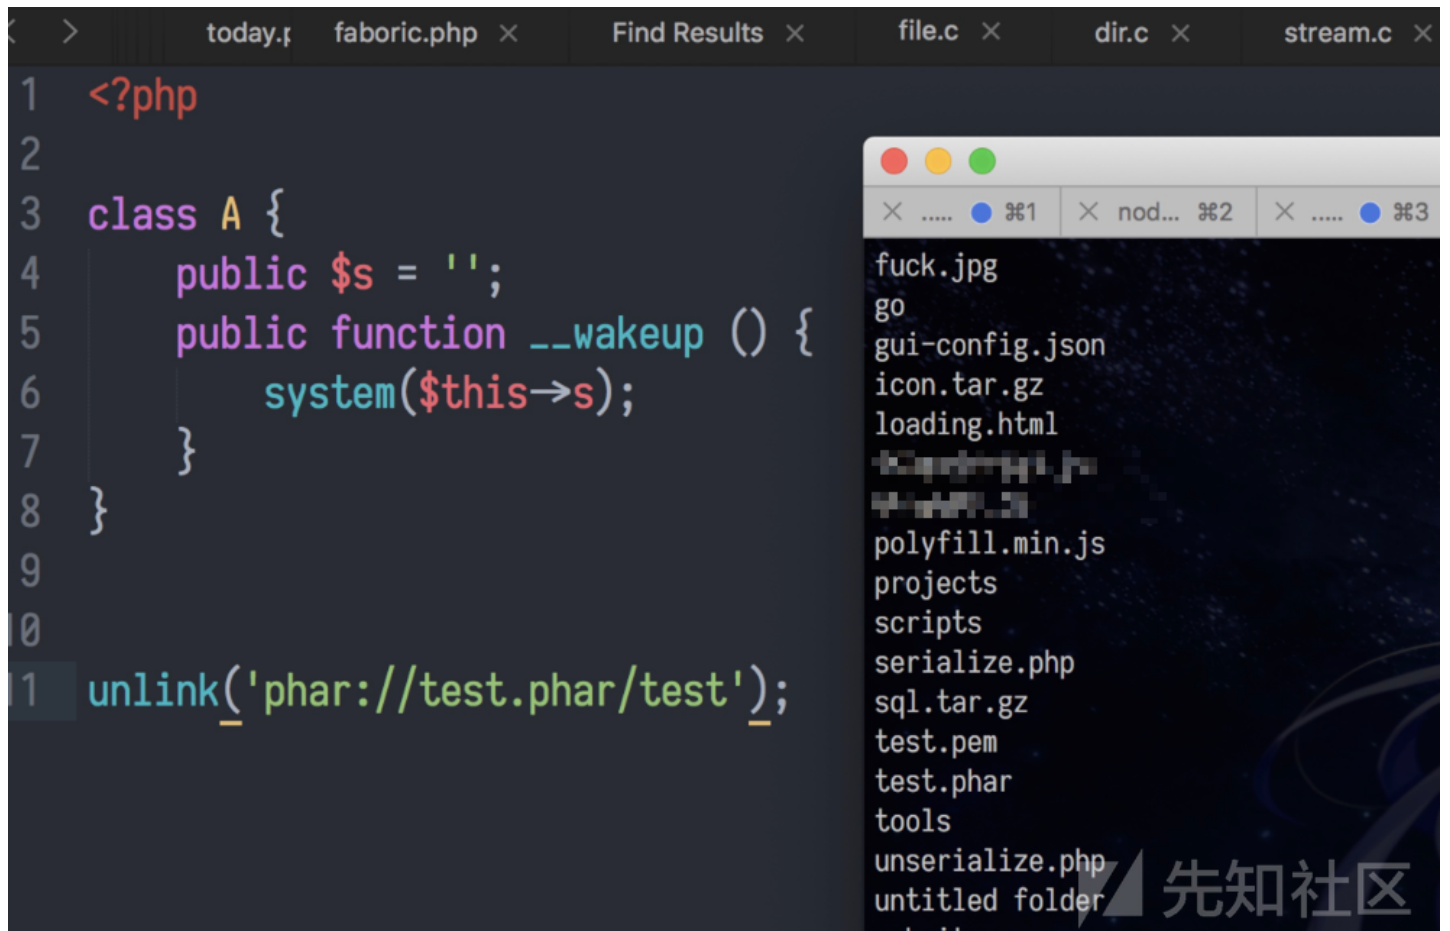 today.p faboric.php × Find Results × file.c × dir.c × stream.c ×
1 <?php
2
3 class A {
4 public $s = '';
5 public function __wakeup () {
6 system($this->s);
7 }
8 }
9
10
11 unlink('phar://test.phar/test');
× ..... ⌘1 × nod... ⌘2 × ..... ⌘3
fuck.jpg
go
gui-config.json
icon.tar.gz
loading.html
polyfill.min.js
projects
scripts
serialize.php
sql.tar.gz
test.pem
test.phar
tools
unserialize.php
untitled folder
先知社区